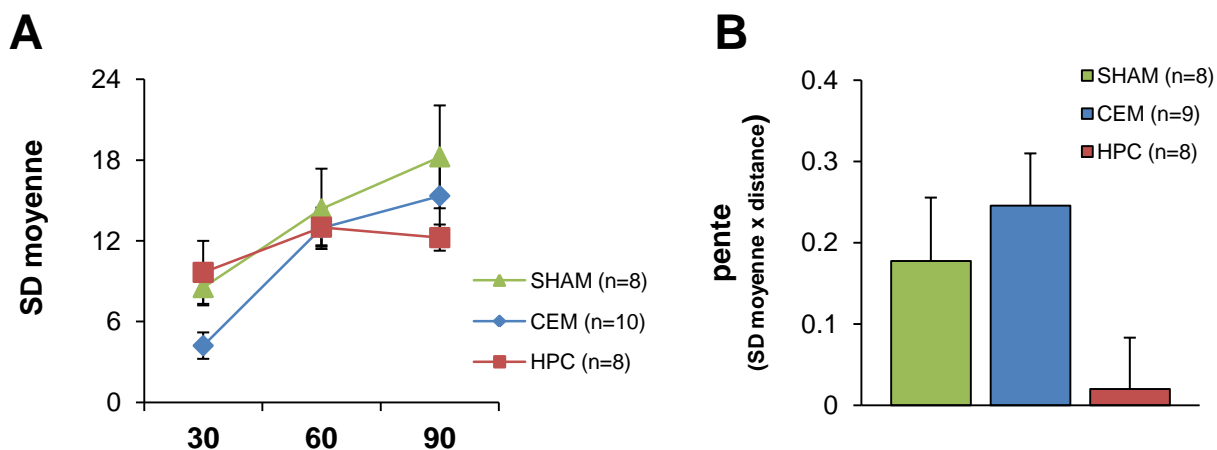 A
SD moyenne
24
18
12
6
0
30
60
90
SHAM (n=8)
CEM (n=10)
HPC (n=8)
B
pente
(SD moyenne x distance)
0.4
0.3
0.2
0.1
0
SHAM (n=8)
CEM (n=9)
HPC (n=8)